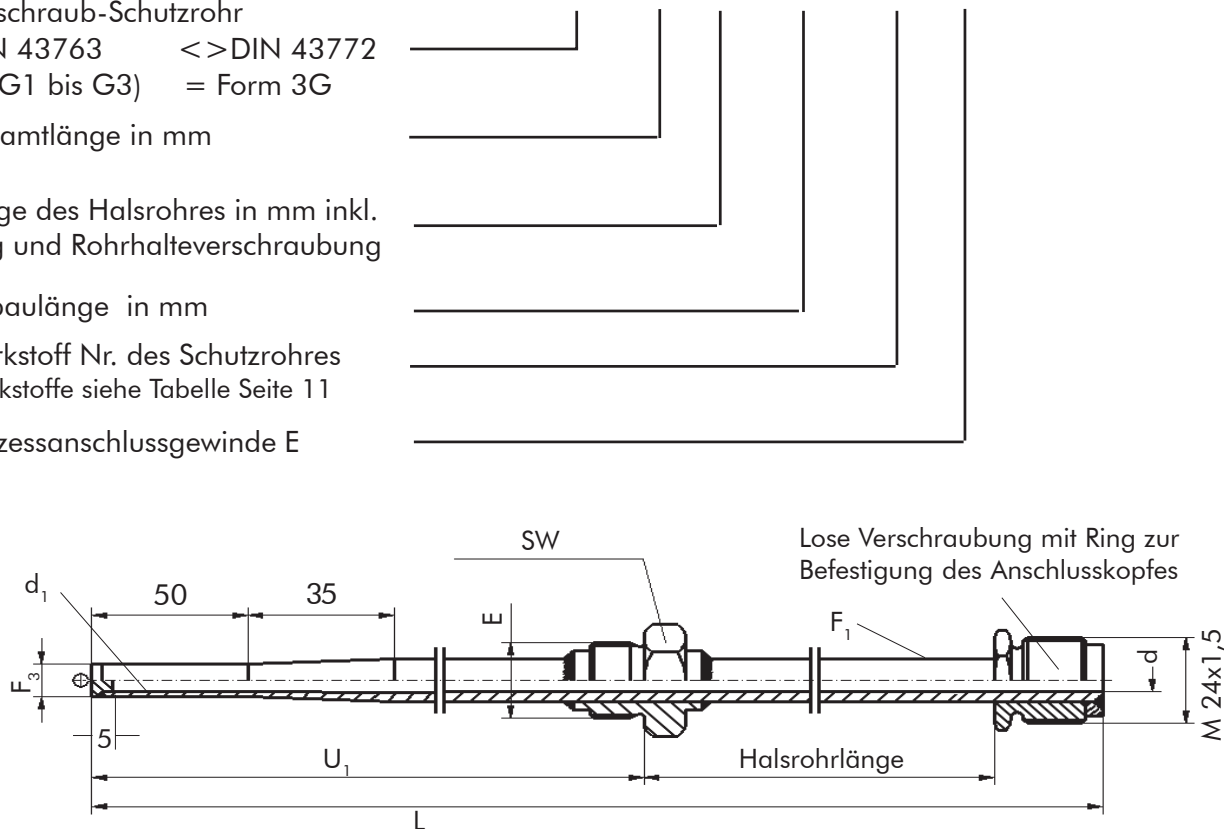 schraub-Schutzrohr
N 43763 <>DIN 43772
G1 bis G3) = Form 3G
amtlänge in mm
ge des Halsrohres in mm inkl.
g und Rohrhalteverschraubung
baulänge in mm
rkstoff Nr. des Schutzrohres
kstoffe siehe Tabelle Seite 11
zessanschlussgewinde E
SW
Lose Verschraubung mit Ring zur
Befestigung des Anschlusskopfes
d1
50
35
E
F1
F3
d
M 24x1,5
5
U1
Halsrohrlänge
L